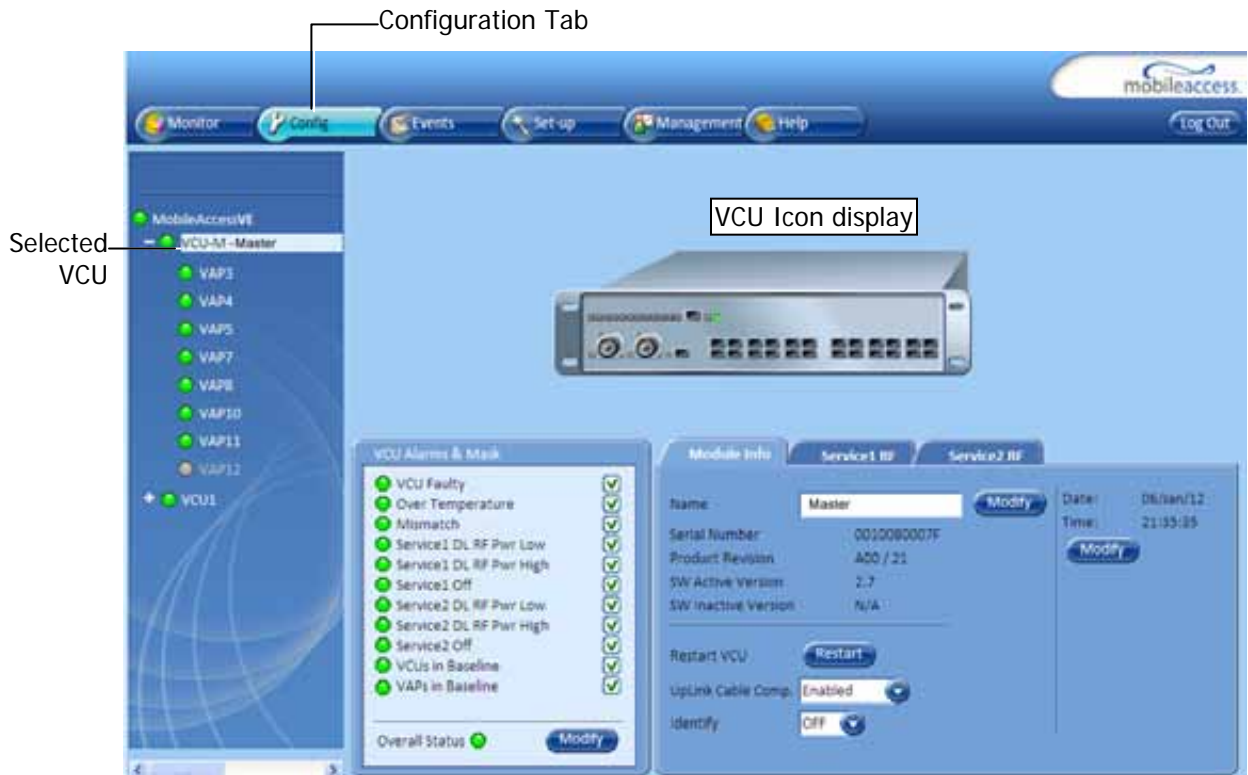 Configuration Tab
mobileaccess
Monitor
Config
Events
Set-up
Management
Help
Log Out
MobileAccessVE
VCU Icon display
Selected VCU
VCU-M -Master
VAP3
VAP4
VAP5
VAP7
VAP8
VAP10
VAP11
VAP12
VCU1
VCU Alarms & Mask
VCU Faulty
Over Temperature
Mismatch
Service1 DL RF Pwr Low
Service1 DL RF Pwr High
Service1 Off
Service2 DL RF Pwr Low
Service2 DL RF Pwr High
Service2 Off
VCUs in Baseline
VAPs in Baseline
Overall Status
Modify
Module Info
Service1 RF
Service2 RF
Name Master Modify
Serial Number 0010080007F
Product Revision A00 / 21
SW Active Version 2.7
SW Inactive Version N/A
Restart VCU Restart
UpLink Cable Comp. Enabled
Identify OFF
Date: 06/Jan/12
Time: 21:35:35
Modify